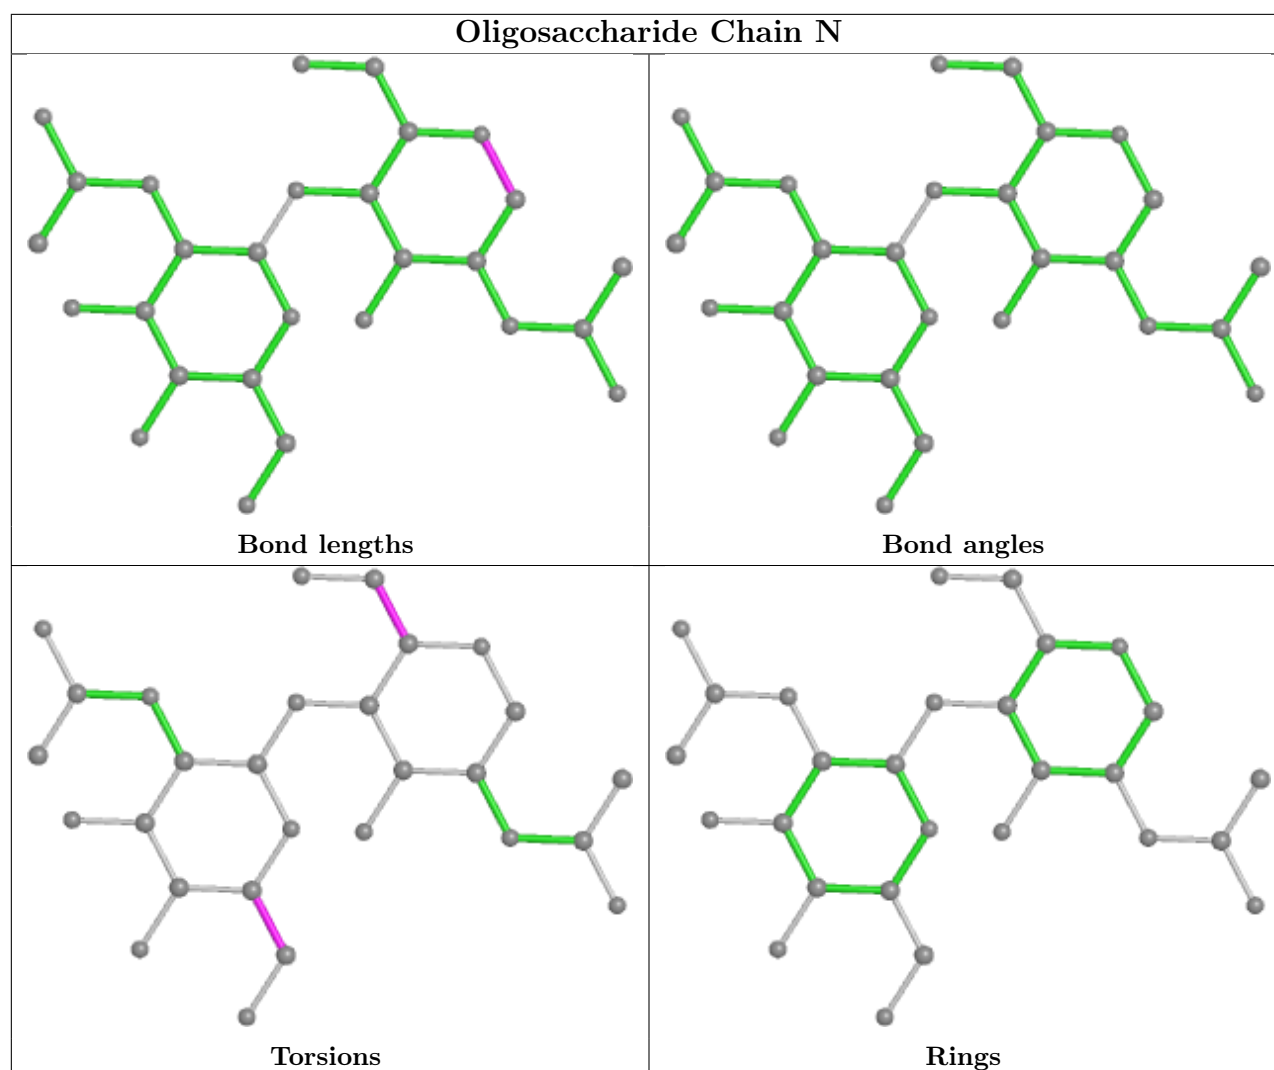 Oligosaccharide Chain N
Bond lengths
Bond angles
Torsions
Rings